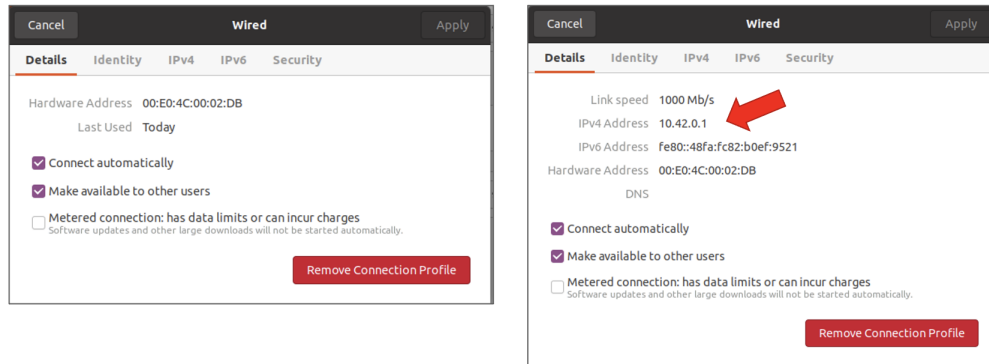 Cancel Wired Apply
Details Identity IPv4 IPv6 Security
Hardware Address 00:E0:4C:00:02:DB
Last Used Today
Connect automatically
Make available to other users
Metered connection: has data limits or can incur charges
Software updates and other large downloads will not be started automatically.
Remove Connection Profile
Cancel Wired Apply
Details Identity IPv4 IPv6 Security
Link speed 1000 Mb/s
IPv4 Address 10.42.0.1
IPv6 Address fe80::48fa:fc82:b0ef:9521
Hardware Address 00:E0:4C:00:02:DB
DNS
Connect automatically
Make available to other users
Metered connection: has data limits or can incur charges
Software updates and other large downloads will not be started automatically.
Remove Connection Profile